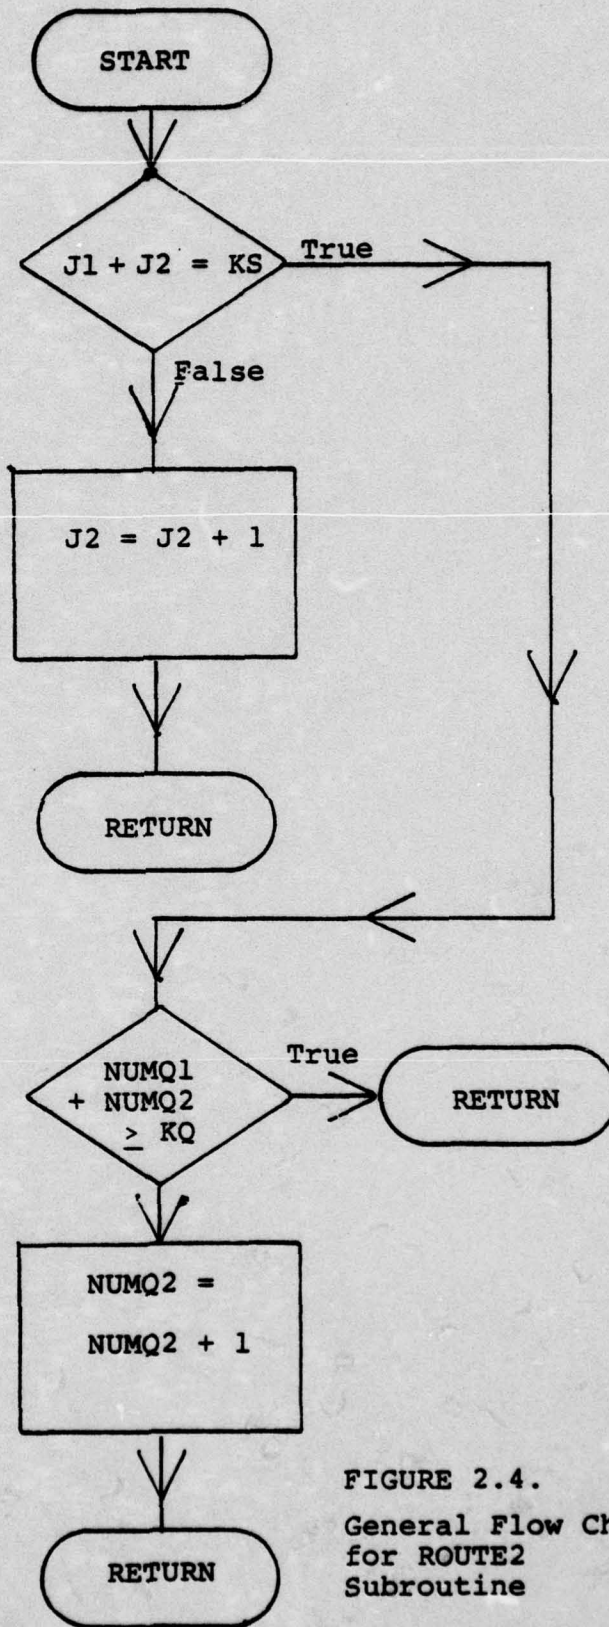 START
J1 + J2 = KS
True
False
J2 = J2 + 1
RETURN
NUMQ1
+ NUMQ2
≥ KQ
True
RETURN
NUMQ2 =
NUMQ2 + 1
RETURN
FIGURE 2.4.
General Flow Ch
for ROUTE2
Subroutine